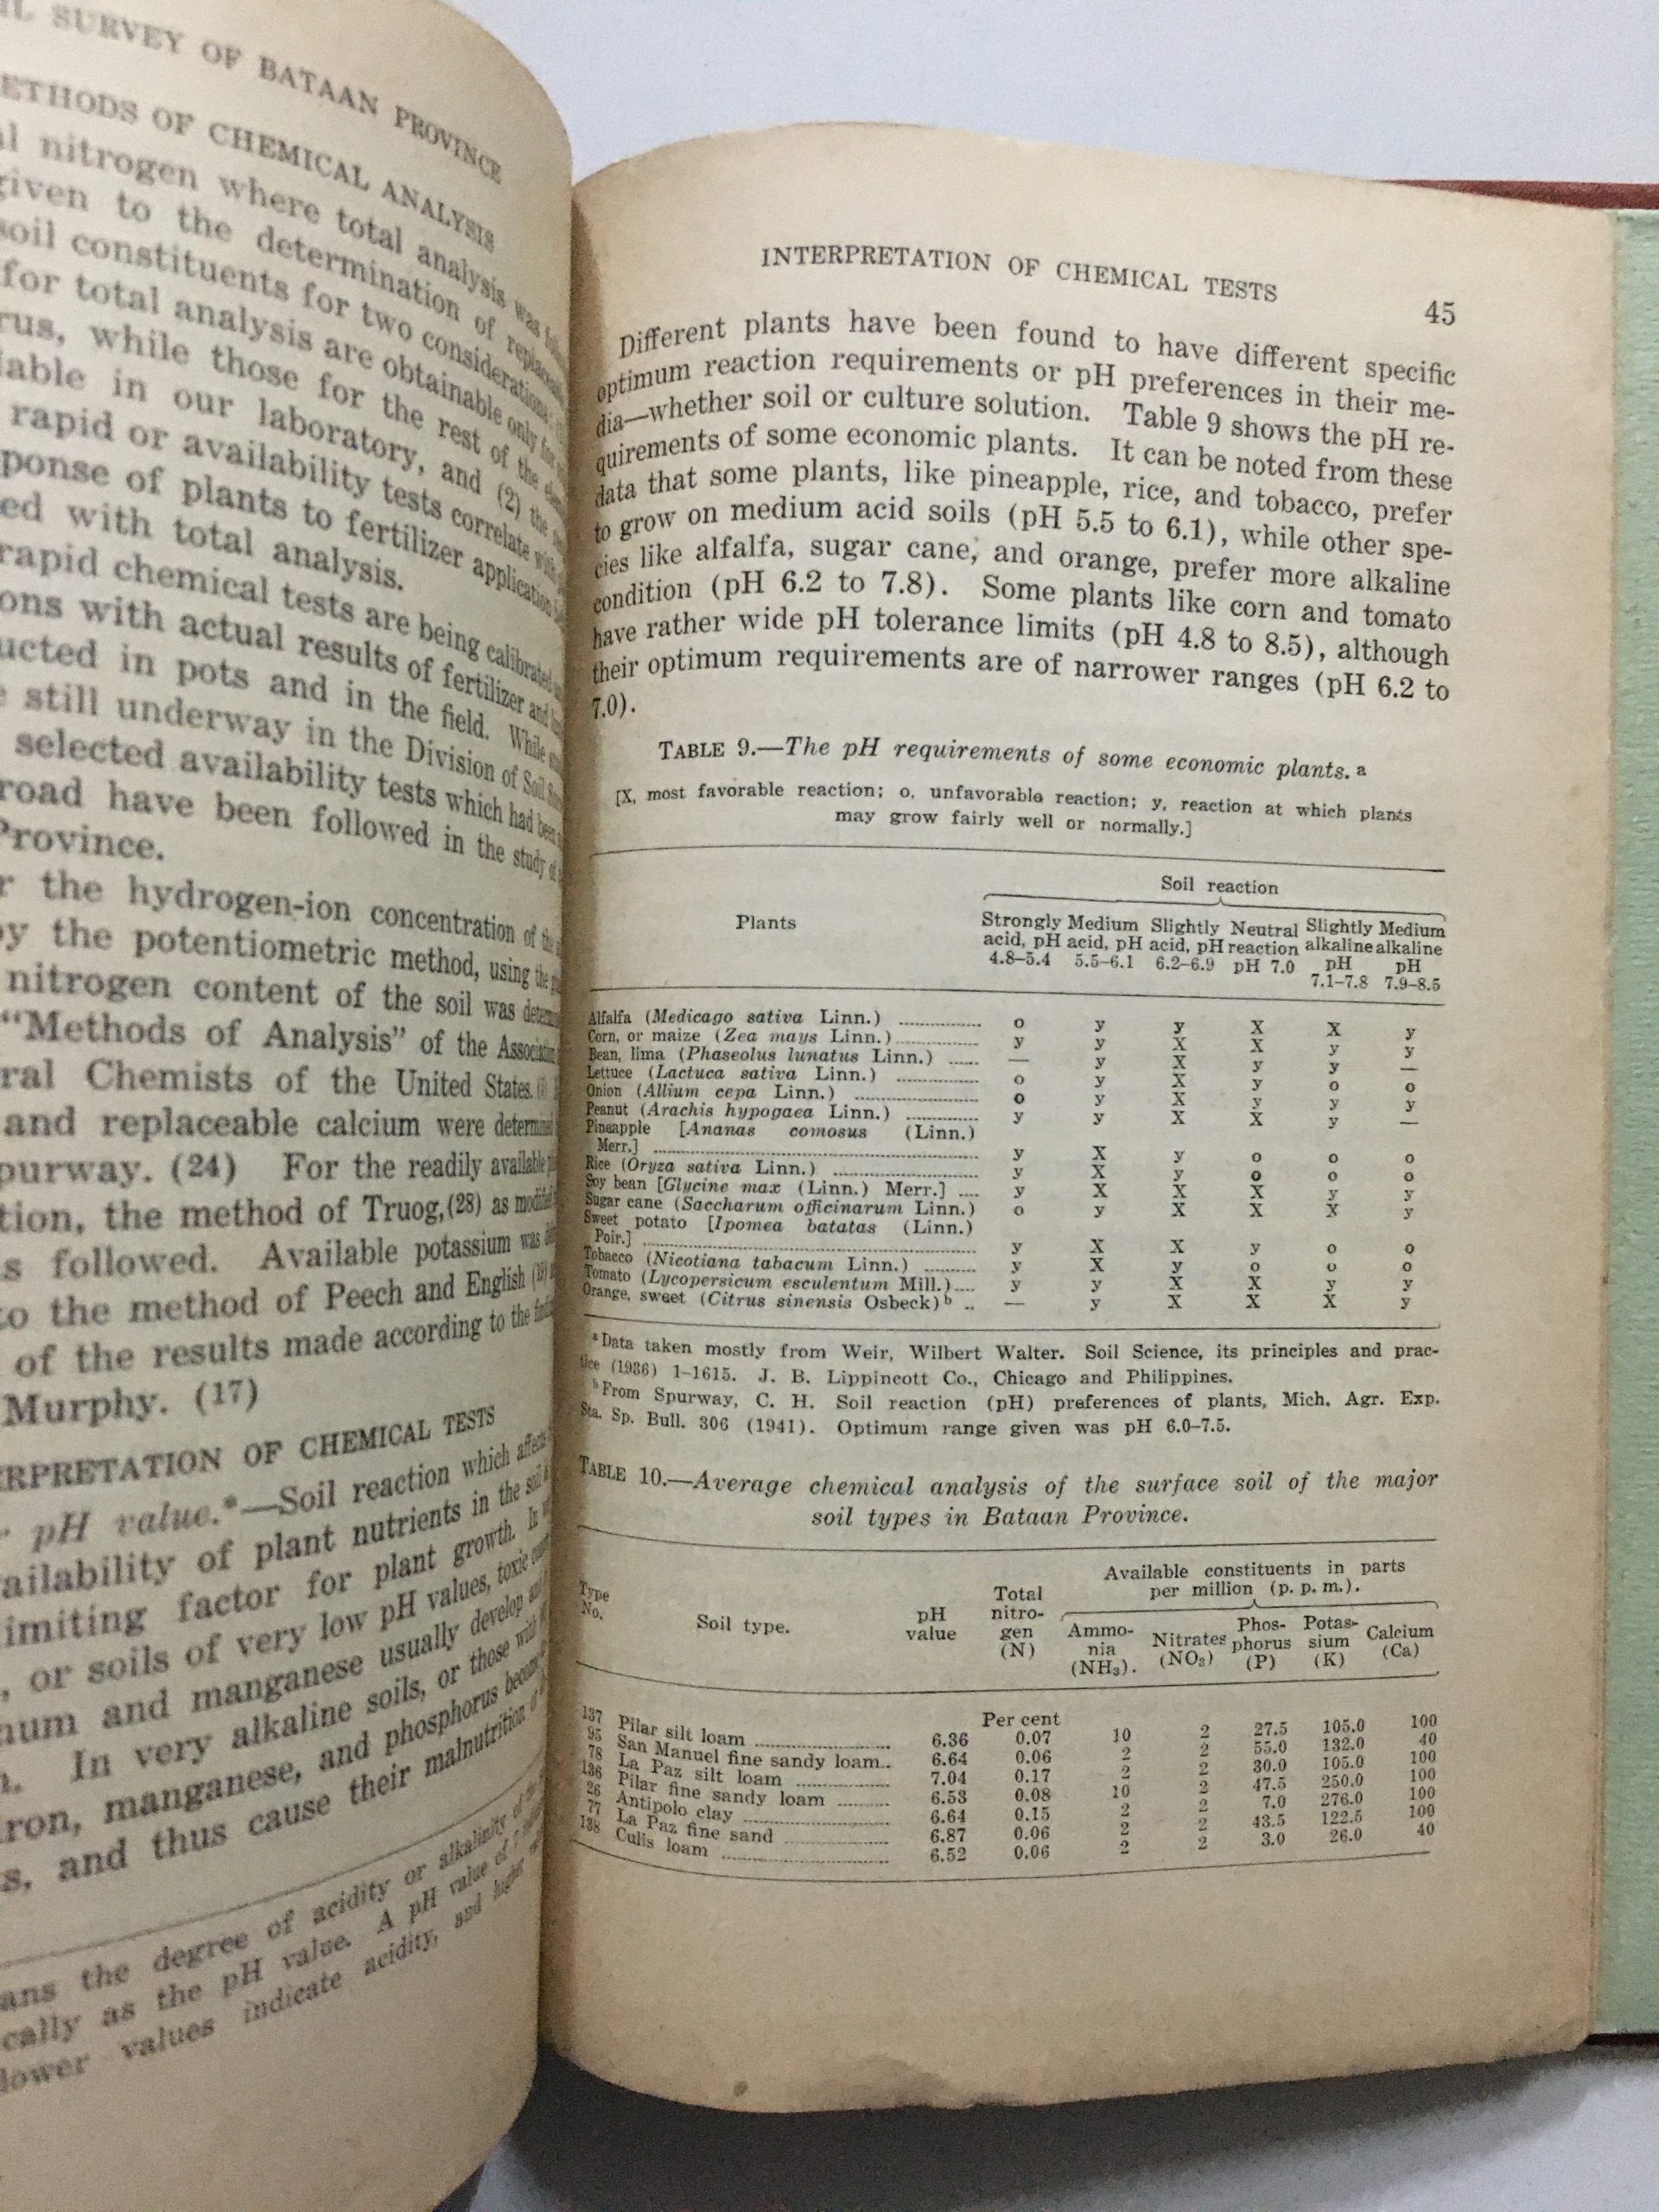 SURVEY OF BATAAN PROVINCE
METHODS OF CHEMICAL ANALYSIS
nitrogen where total analysis was
given to the determination of
soil constituents for two considerations:
for total analysis are obtainable only for
while those for the rest of the
in our laboratory, and (2) the
rapid or availability tests correlate with
of plants to fertilizer application
with total analysis.
rapid chemical tests are being calibrated
with actual results of fertilizer and
in pots and in the field. While
still underway in the Division of Soil
selected availability tests which had been
have been followed in the study of
Province.
the hydrogen-ion concentration of the
by the potentiometric method, using the
nitrogen content of the soil was
"Methods of Analysis" of the
Chemists of the United States.
and replaceable calcium were
Spurway. (24) For the readily available
the method of Truog,(28) as modified
followed. Available potassium was
to the method of Peech and English
of the results made according to the
Murphy. (17)
INTERPRETATION OF CHEMICAL TESTS
pH value.*—Soil reaction which affects
availability of plant nutrients in the soil
limiting factor for plant growth. In
or soils of very low pH values, toxic
and manganese usually develop
In very alkaline soils, or those with
iron, manganese, and phosphorus become
and thus cause their malnutrition
the degree of acidity or alkalinity of the
as the pH value. A pH value of
lower values indicate acidity, and higher
INTERPRETATION OF CHEMICAL TESTS
45
Different plants have been found to have different specific
optimum reaction requirements or pH preferences in their me-
dia—whether soil or culture solution. Table 9 shows the pH re-
quirements of some economic plants. It can be noted from these
data that some plants, like pineapple, rice, and tobacco, prefer
to grow on medium acid soils (pH 5.5 to 6.1), while other spe-
cies like alfalfa, sugar cane, and orange, prefer more alkaline
condition (pH 6.2 to 7.8). Some plants like corn and tomato
have rather wide pH tolerance limits (pH 4.8 to 8.5), although
their optimum requirements are of narrower ranges (pH 6.2 to
7.0).
TABLE 9.—The pH requirements of some economic plants. a
[X, most favorable reaction; o, unfavorable reaction; y, reaction at which plants
may grow fairly well or normally.]
Soil reaction
Plants
Strongly Medium Slightly Neutral Slightly Medium
acid, pH acid, pH acid, pH reaction alkaline alkaline
4.8–5.4 5.5–6.1 6.2–6.9 pH 7.0 pH pH
7.1–7.8 7.9–8.5
Alfalfa (Medicago sativa Linn.) ............ o y y X X y
Corn, or maize (Zea mays Linn.)............ y y X X y y
Bean, lima (Phaseolus lunatus Linn.) ...... — y X y y —
Lettuce (Lactuca sativa Linn.) ............ o y X y o o
Onion (Allium cepa Linn.) ............ o y X y y y
Peanut (Arachis hypogaea Linn.) ............ y y X X y —
Pineapple [Ananas comosus (Linn.)
Merr.] ............ y X y o o o
Rice (Oryza sativa Linn.) ............ y X y o o o
Soy bean [Glycine max (Linn.) Merr.] .... y X X X y y
Sugar cane (Saccharum officinarum Linn.) o y X X X y
Sweet potato [Ipomea batatas (Linn.)
Poir.] ............ y X X y o o
Tobacco (Nicotiana tabacum Linn.) .......... y X y o o o
Tomato (Lycopersicum esculentum Mill.).... y y X X y y
Orange, sweet (Citrus sinensis Osbeck) b .. — y X X X y
a Data taken mostly from Weir, Wilbert Walter. Soil Science, its principles and prac-
tice (1936) 1–1615. J. B. Lippincott Co., Chicago and Philippines.
b From Spurway, C. H. Soil reaction (pH) preferences of plants, Mich. Agr. Exp.
Sta. Sp. Bull. 306 (1941). Optimum range given was pH 6.0–7.5.
TABLE 10.—Average chemical analysis of the surface soil of the major
soil types in Bataan Province.
Available constituents in parts
per million (p. p. m.).
Type No. Soil type. pH value Total nitro-gen (N) Ammo-nia (NH3). Nitrates (NO3) Phos-phorus (P) Potas-sium (K) Calcium (Ca)
Per cent
137 Pilar silt loam ............ 6.36 0.07 10 2 27.5 105.0 100
95 San Manuel fine sandy loam.. 6.64 0.06 2 2 55.0 132.0 40
78 La Paz silt loam ............ 7.04 0.17 2 2 30.0 105.0 100
136 Pilar fine sandy loam .......... 6.53 0.08 10 2 47.5 250.0 100
26 Antipolo clay ............ 6.64 0.15 2 2 7.0 276.0 100
77 La Paz fine sand ............ 6.87 0.06 2 2 43.5 122.5 100
138 Culis loam ............ 6.52 0.06 2 2 3.0 26.0 40